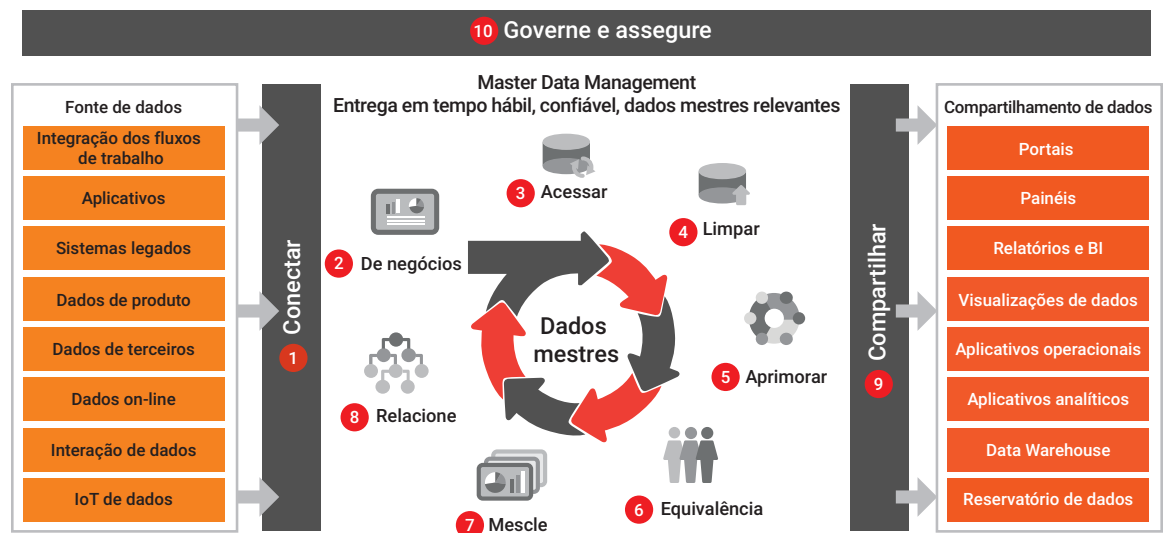 10 Governe e assegure
Fonte de dados
Integração dos fluxos
de trabalho
Aplicativos
Sistemas legados
Dados de produto
Dados de terceiros
Dados on-line
Interação de dados
IoT de dados
1 Conectar
Master Data Management
Entrega em tempo hábil, confiável, dados mestres relevantes
2 De negócios
3 Acessar
4 Limpar
5 Aprimorar
6 Equivalência
7 Mescle
8 Relacione
Dados
mestres
9 Compartilhar
Compartilhamento de dados
Portais
Painéis
Relatórios e BI
Visualizações de dados
Aplicativos operacionais
Aplicativos analíticos
Data Warehouse
Reservatório de dados